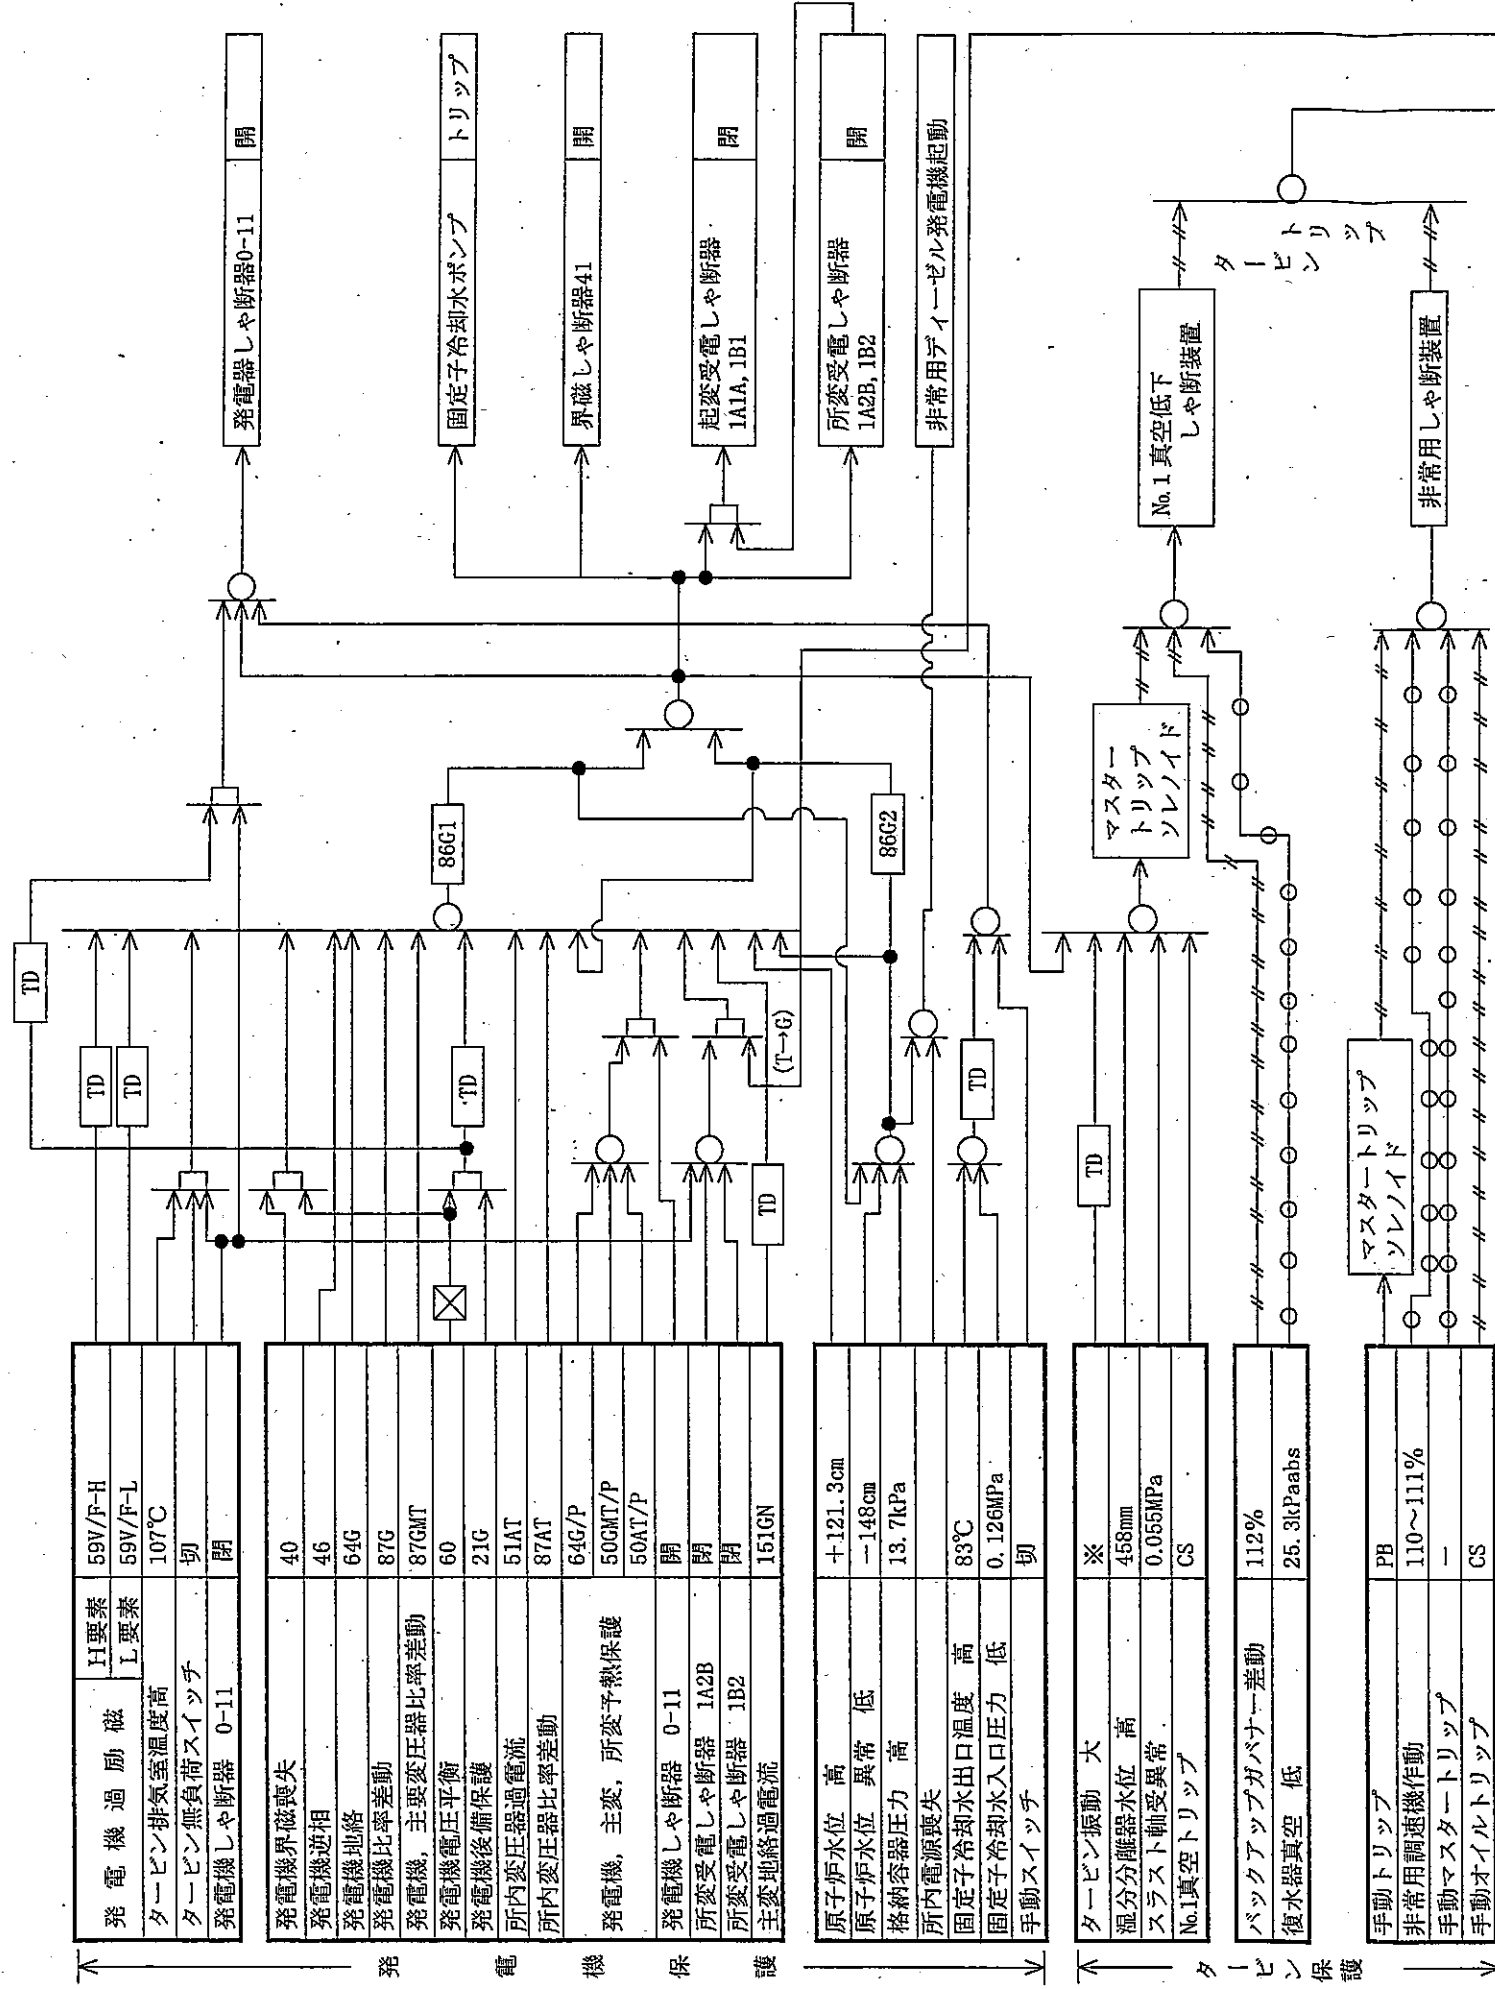 発電機過励磁
H要素 59V/F-H
L要素 59V/F-L
タービン排気室温度高 107℃
タービン無負荷スイッチ 切
発電機しゃ断器 0-11 閉
発電機界磁喪失 40
発電機逆相 46
発電機地絡 64G
発電機比率差動 87G
発電機,主要変圧器比率差動 87GMT
発電機電圧平衡 60
発電機後備保護 21G
所内変圧器過電流 51AT
所内変圧器比率差動 87AT
発電機,主変,所変予熱保護
64G/P
50GMT/P
50AT/P
発電機しゃ断器 0-11 開
所変受電しゃ断器 1A2B 閉
所変受電しゃ断器 1B2 閉
主変地絡過電流 151GN
原子炉水位 高 +121.3cm
原子炉水位 異常 低 -148cm
格納容器圧力 高 13.7kPa
所内電源喪失
固定子冷却水出口温度 高 83℃
固定子冷却水入口圧力 低 0.126MPa
手動スイッチ 切
発電機保護
タービン振動 大 ※
湿分分離器水位 高 458mm
スラスト軸受異常 0.055MPa
No.1真空トリップ CS
バックアップガバナー差動 112%
復水器真空 低 25.3kPaabs
手動トリップ PB
非常用調速機作動 110~111%
手動マスタートリップ -
手動オイルトリップ CS
タービン保護
TD
TD
TD
TD
TD
TD
TD
86G1
86G2
(T→G)
マスター
トリップ
ソレノイド
マスタートリップ
ソレノイド
発電器しゃ断器0-11 開
固定子冷却水ポンプ トリップ
界磁しゃ断器41 開
起変受電しゃ断器
1A1A,1B1
閉
所変受電しゃ断器
1A2B,1B2
開
非常用ディーゼル発電機起動
No.1 真空低下
しゃ断装置
タービン
トリップ
非常用しゃ断装置